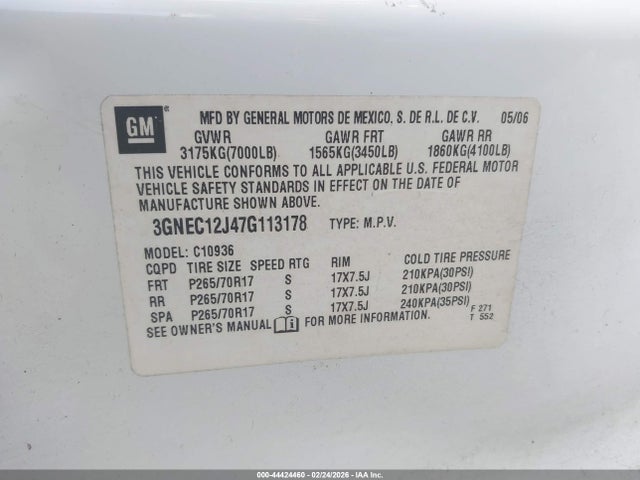 GM ®
MFD BY GENERAL MOTORS DE MEXICO, S. DE R.L. DE C.V. 05/06
GVWR GAWR FRT GAWR RR
3175KG(7000LB) 1565KG(3450LB) 1860KG(4100LB)
THIS VEHICLE CONFORMS TO ALL APPLICABLE U.S. FEDERAL MOTOR
VEHICLE SAFETY STANDARDS IN EFFECT ON THE DATE OF
MANUFACTURE SHOWN ABOVE.
3GNEC12J47G113178 TYPE: M.P.V.
MODEL: C10936
CQPD TIRE SIZE SPEED RTG RIM COLD TIRE PRESSURE
FRT P265/70R17 S 17X7.5J 210KPA(30PSI)
RR P265/70R17 S 17X7.5J 210KPA(30PSI)
SPA P265/70R17 S 17X7.5J 240KPA(35PSI) F 271
SEE OWNER'S MANUAL FOR MORE INFORMATION. T 552
000-44424460 - 02/24/2026 - IAAI Inc.